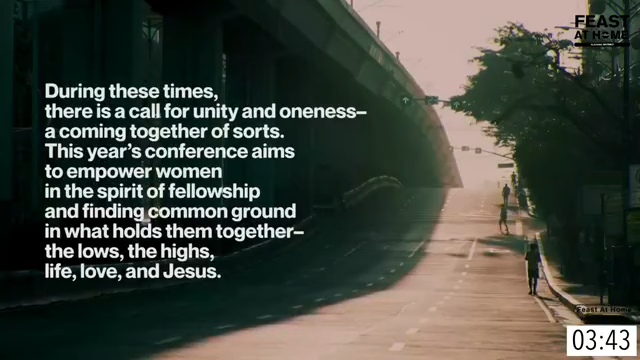 FEAST
AT HOME
During these times,
there is a call for unity and oneness–
a coming together of sorts.
This year's conference aims
to empower women
in the spirit of fellowship
and finding common ground
in what holds them together–
the lows, the highs,
life, love, and Jesus.
Feast At Home
03:43